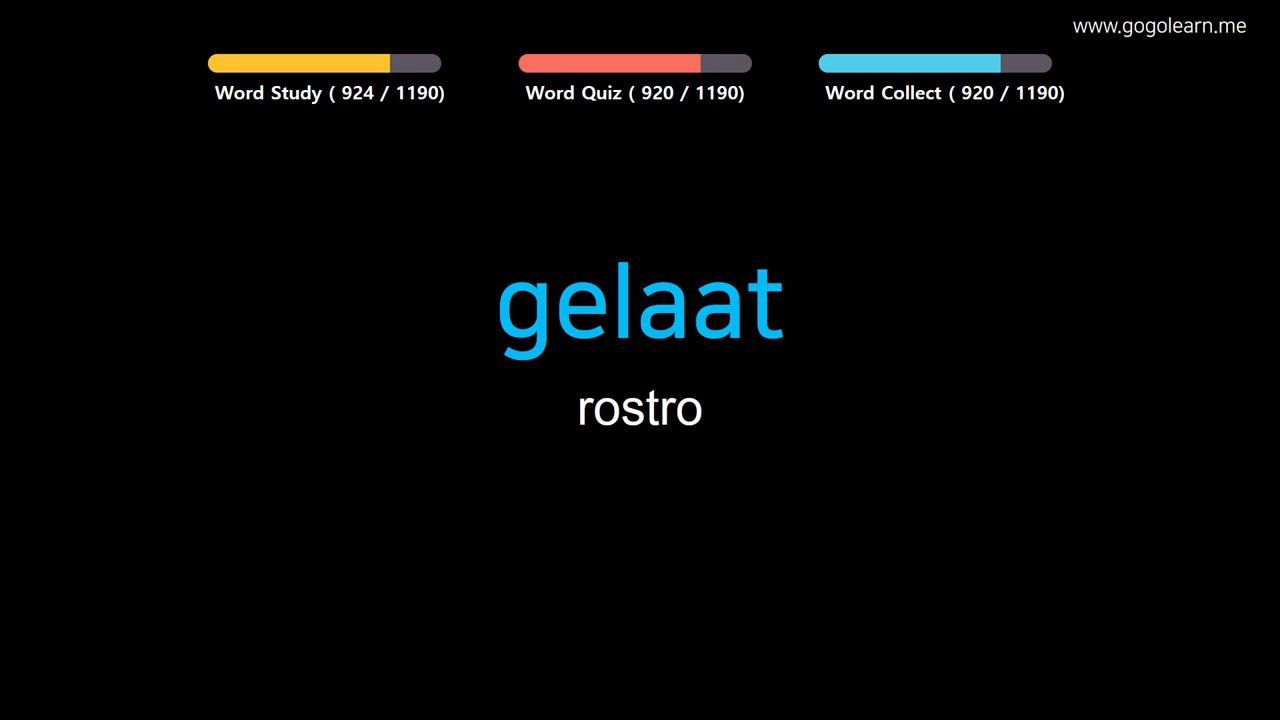 www.gogolearn.me
Word Study ( 924 / 1190)
Word Quiz ( 920 / 1190)
Word Collect ( 920 / 1190)
gelaat
rostro